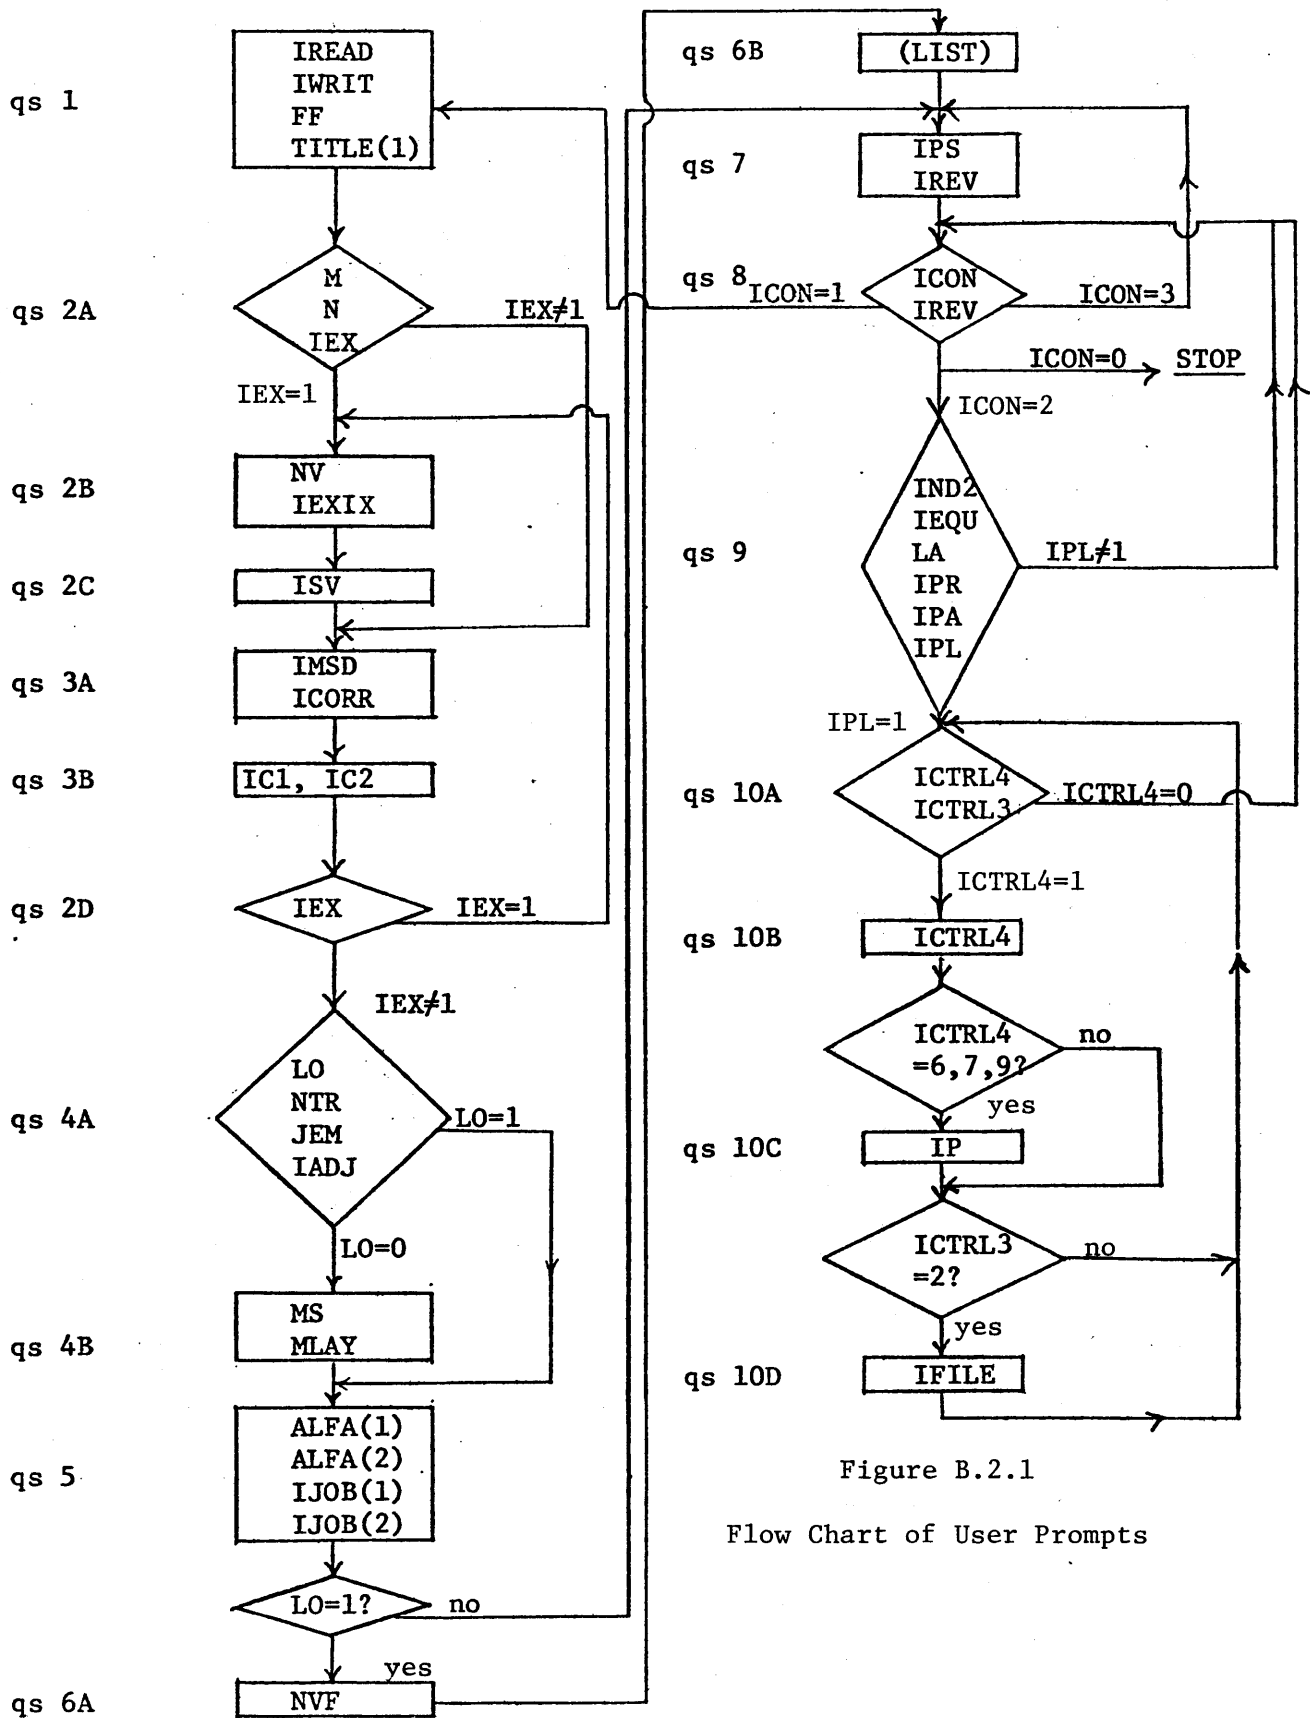 qs 1
IREAD
IWRIT
FF
TITLE(1)
qs 2A
M
N
IEX
IEX≠1
IEX=1
qs 2B
NV
IEXIX
qs 2C
ISV
qs 3A
IMSD
ICORR
qs 3B
IC1, IC2
qs 2D
IEX
IEX=1
IEX≠1
qs 4A
LO
NTR
JEM
IADJ
LO=1
LO=0
qs 4B
MS
MLAY
qs 5
ALFA(1)
ALFA(2)
IJOB(1)
IJOB(2)
LO=1?
no
yes
qs 6A
NVF
qs 6B
(LIST)
qs 7
IPS
IREV
qs 8
ICON=1
ICON
IREV
ICON=3
ICON=0
STOP
ICON=2
qs 9
IND2
IEQU
LA
IPR
IPA
IPL
IPL≠1
IPL=1
qs 10A
ICTRL4
ICTRL3
ICTRL4=0
ICTRL4=1
qs 10B
ICTRL4
ICTRL4
=6,7,9?
no
yes
qs 10C
IP
ICTRL3
=2?
no
yes
qs 10D
IFILE
Figure B.2.1
Flow Chart of User Prompts